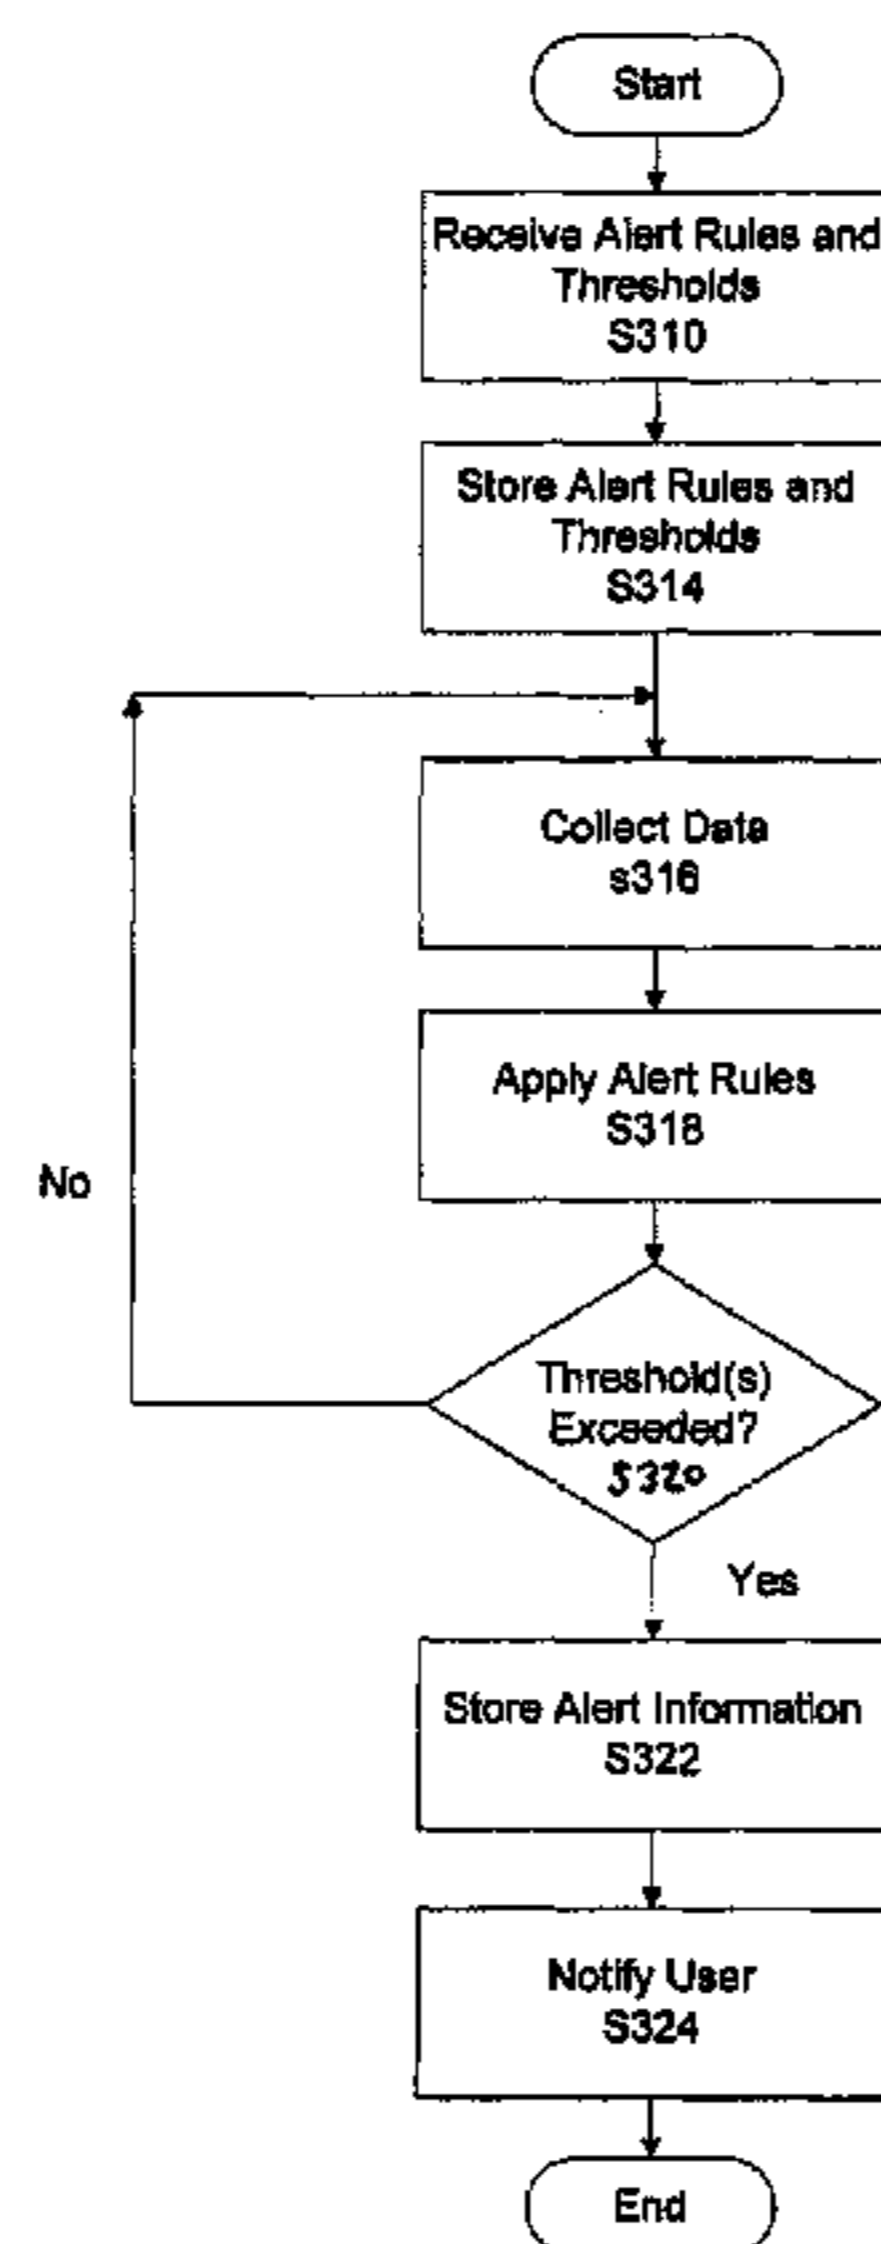 Start
Receive Alert Rules and
Thresholds
S310
Store Alert Rules and
Thresholds
S314
Collect Data
s316
Apply Alert Rules
S318
No
Threshold(s)
Exceeded?
S320
Yes
Store Alert Information
S322
Notify User
S324
End